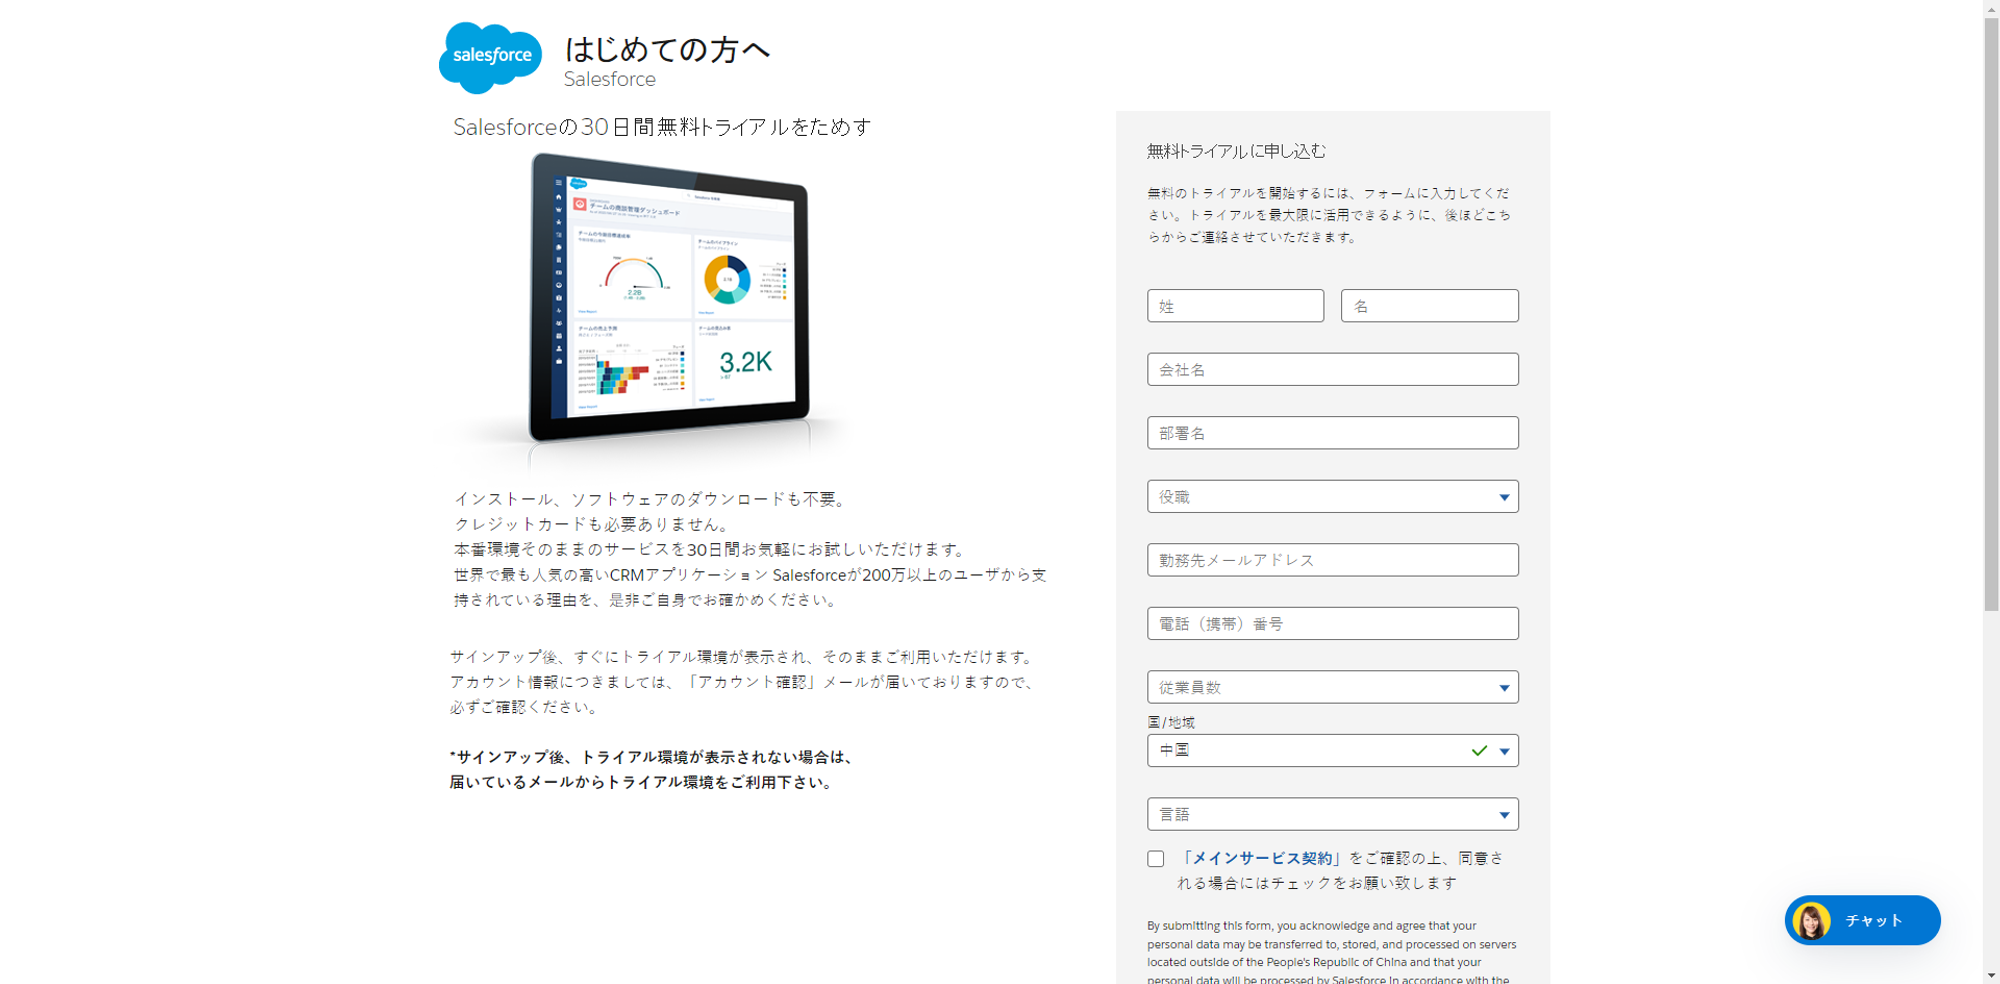 salesforce
はじめての方へ
Salesforce
Salesforceの30日間無料トライアルをためす
チームの商談管理ダッシュボード
2.2B
3.2K
インストール、ソフトウェアのダウンロードも不要。
クレジットカードも必要ありません。
本番環境そのままのサービスを30日間お気軽にお試しいただけます。
世界で最も人気の高いCRMアプリケーション Salesforceが200万以上のユーザから支
持されている理由を、是非ご自身でお確かめください。
サインアップ後、すぐにトライアル環境が表示され、そのままご利用いただけます。
アカウント情報につきましては、「アカウント確認」メールが届いておりますので、
必ずご確認ください。
*サインアップ後、トライアル環境が表示されない場合は、
届いているメールからトライアル環境をご利用下さい。
無料トライアルに申し込む
無料のトライアルを開始するには、フォームに入力してくだ
さい。トライアルを最大限に活用できるように、後ほどこち
らからご連絡させていただきます。
姓
名
会社名
部署名
役職
勤務先メールアドレス
電話（携帯）番号
従業員数
国/地域
中国
言語
「メインサービス契約」をご確認の上、同意さ
れる場合にはチェックをお願い致します
By submitting this form, you acknowledge and agree that your
personal data may be transferred to, stored, and processed on servers
located outside of the People's Republic of China and that your
personal data will be processed by Salesforce in accordance with the
チャット